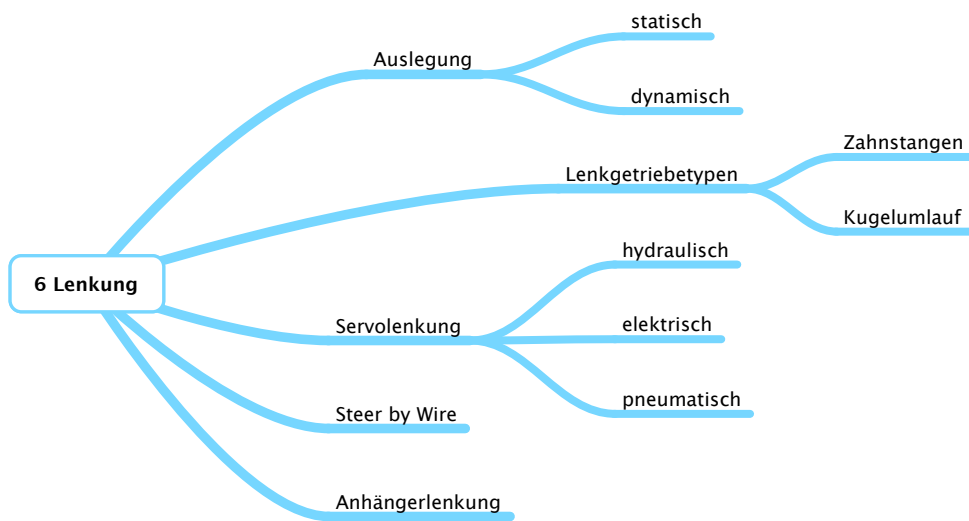 6 Lenkung
Auslegung
statisch
dynamisch
Lenkgetriebetypen
Zahnstangen
Kugelumlauf
Servolenkung
hydraulisch
elektrisch
pneumatisch
Steer by Wire
Anhängerlenkung